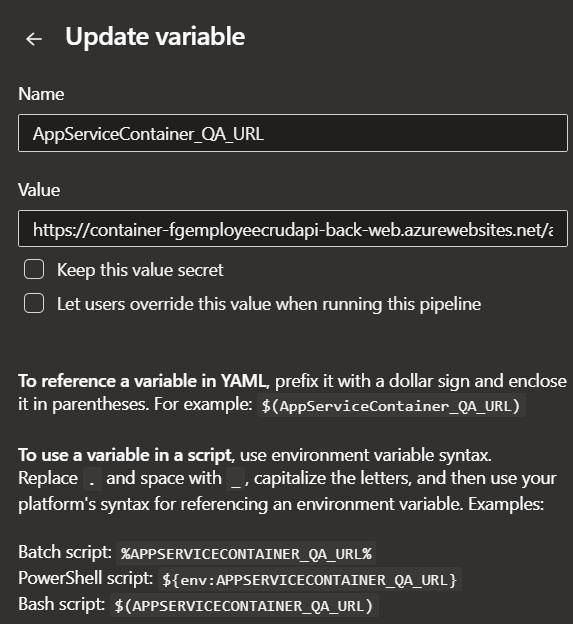 ← Update variable
Name
AppServiceContainer_QA_URL
Value
https://container-fgemployeecrudapi-back-web.azurewebsites.net/a
Keep this value secret
Let users override this value when running this pipeline
To reference a variable in YAML, prefix it with a dollar sign and enclose
it in parentheses. For example: $(AppServiceContainer_QA_URL)
To use a variable in a script, use environment variable syntax.
Replace . and space with _, capitalize the letters, and then use your
platform's syntax for referencing an environment variable. Examples:
Batch script: %APPSERVICECONTAINER_QA_URL%
PowerShell script: ${env:APPSERVICECONTAINER_QA_URL}
Bash script: $(APPSERVICECONTAINER_QA_URL)